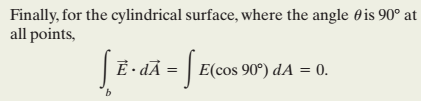 Finally, for the cylindrical surface, where the angle θ is 90° at
all points,
∫_b E⃗ · dA⃗ = ∫ E(cos 90°) dA = 0.